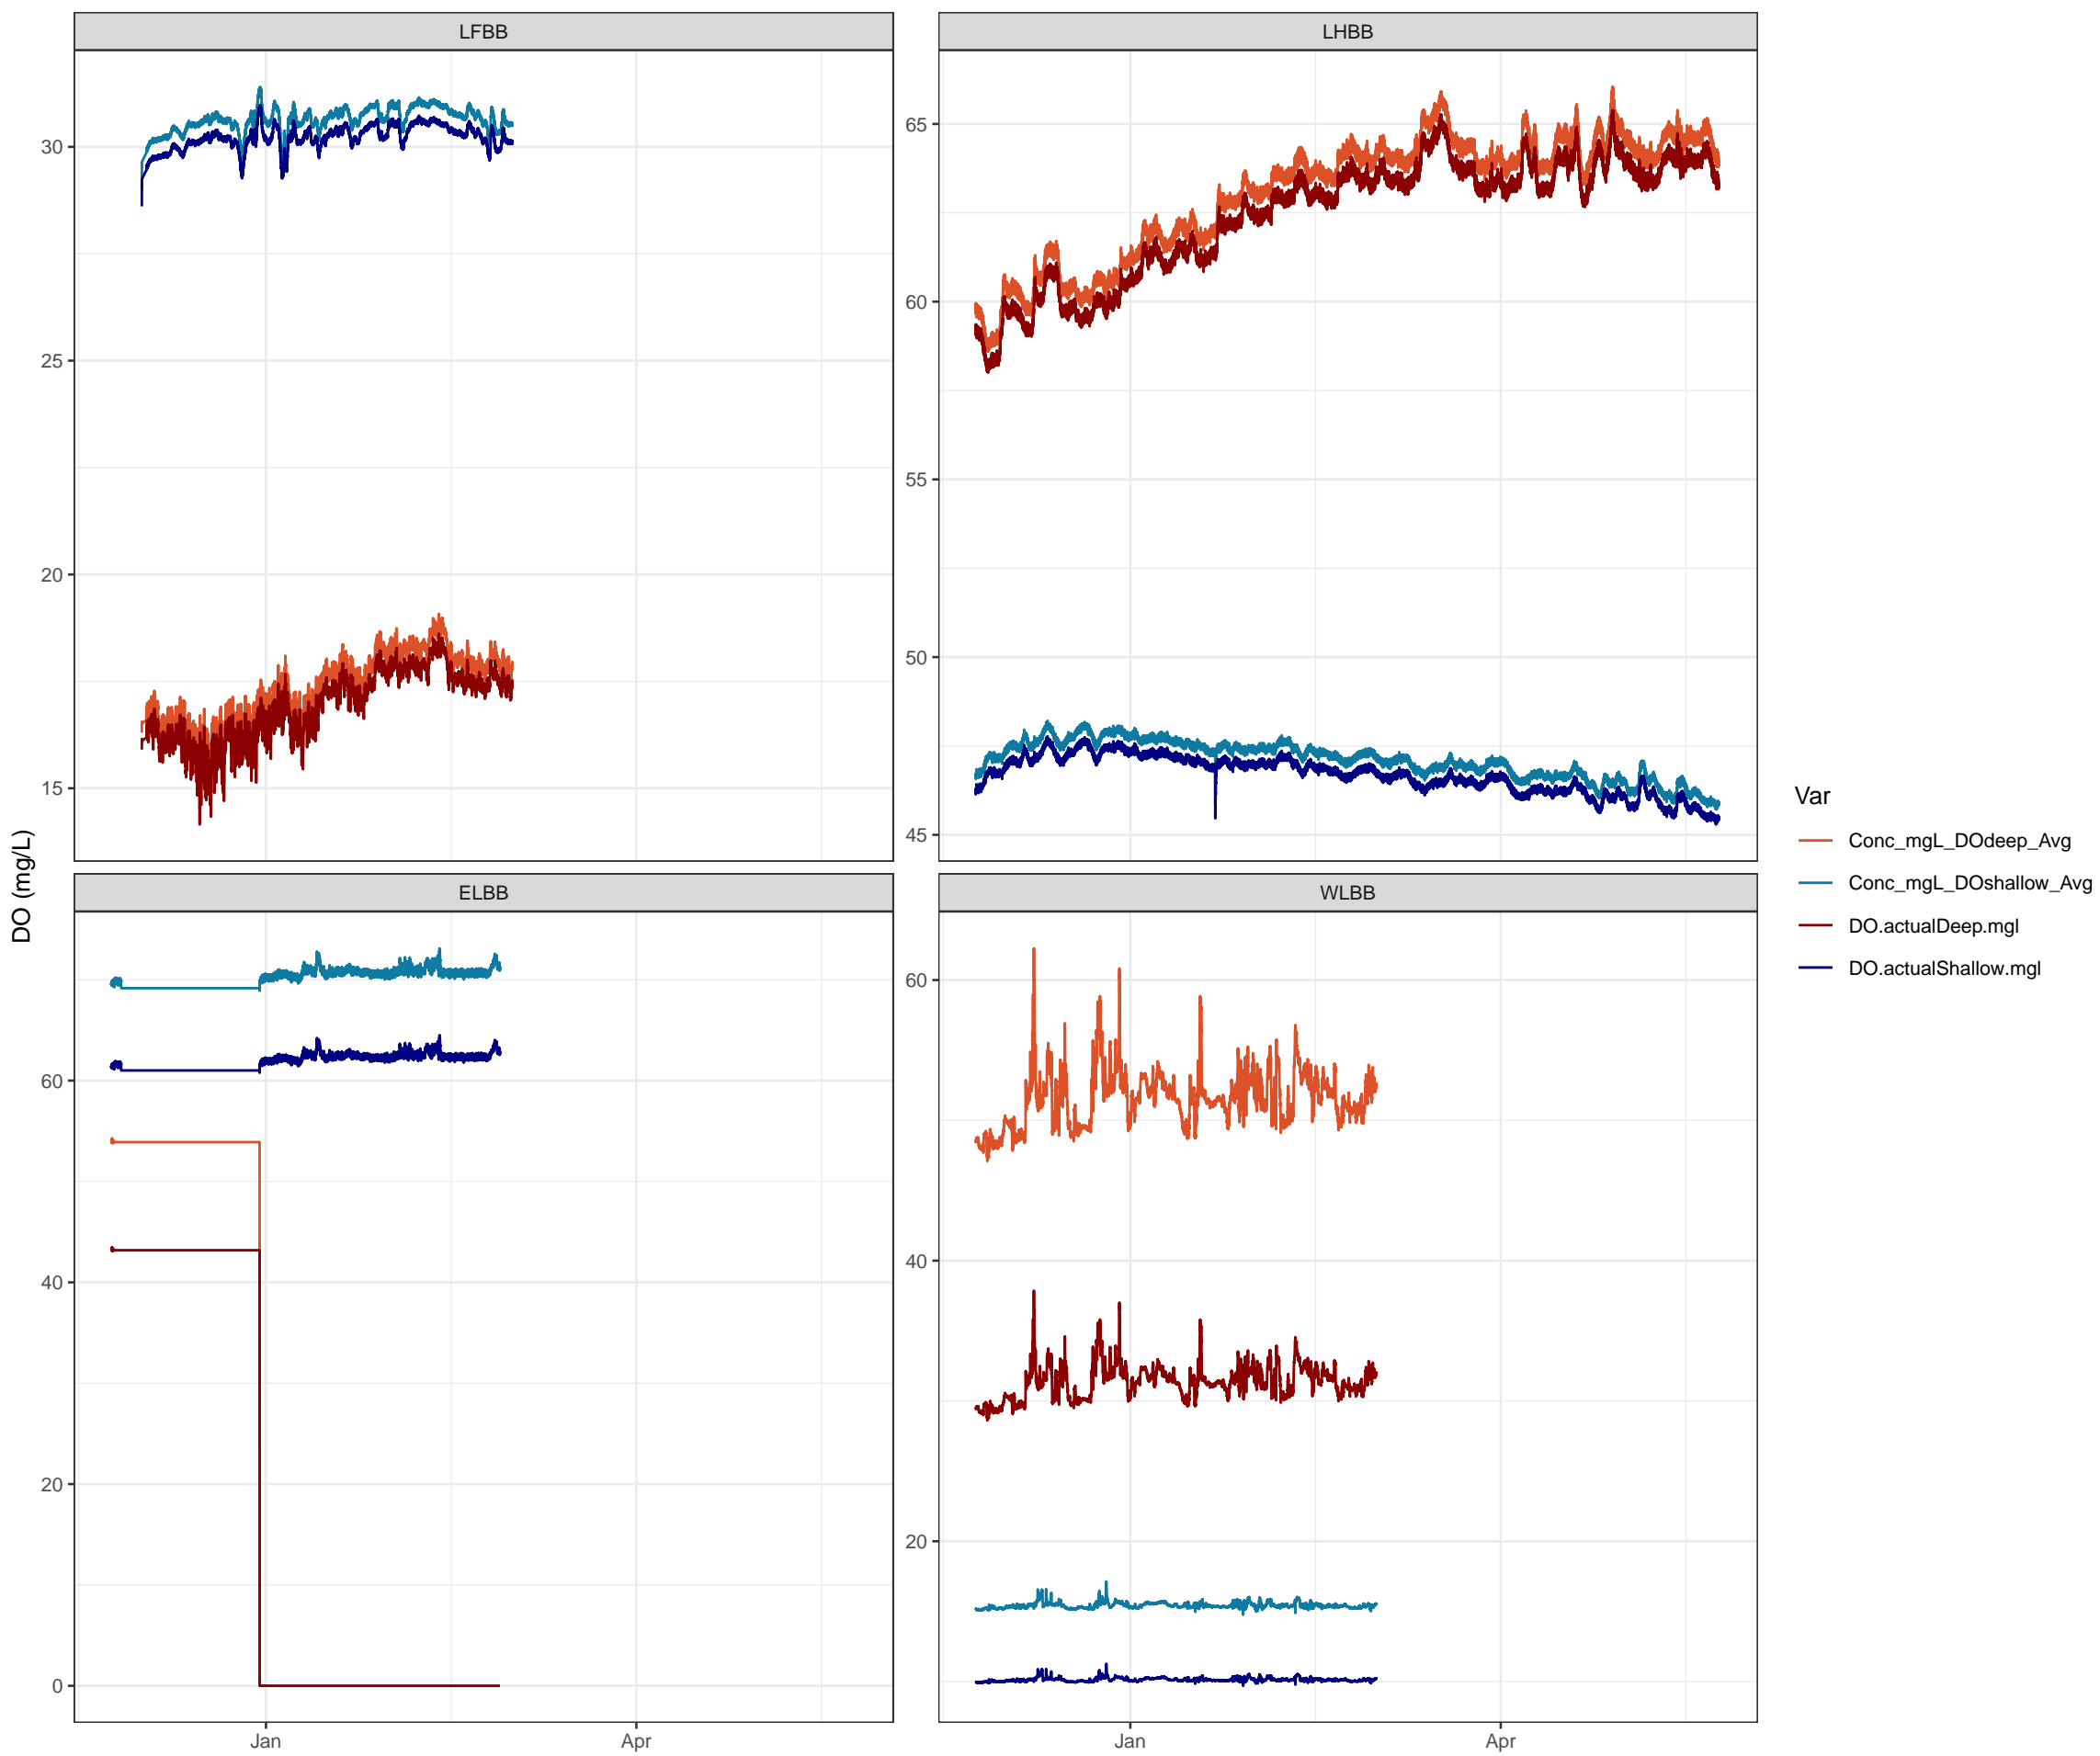 LFBB
LHBB
30
25
20
15
65
60
55
50
45
DO (mg/L)
ELBB
WLBB
60
40
20
0
60
40
20
Jan
Apr
Jan
Apr
Var
Conc_mgL_DOdeep_Avg
Conc_mgL_DOshallow_Avg
DO.actualDeep.mgl
DO.actualShallow.mgl